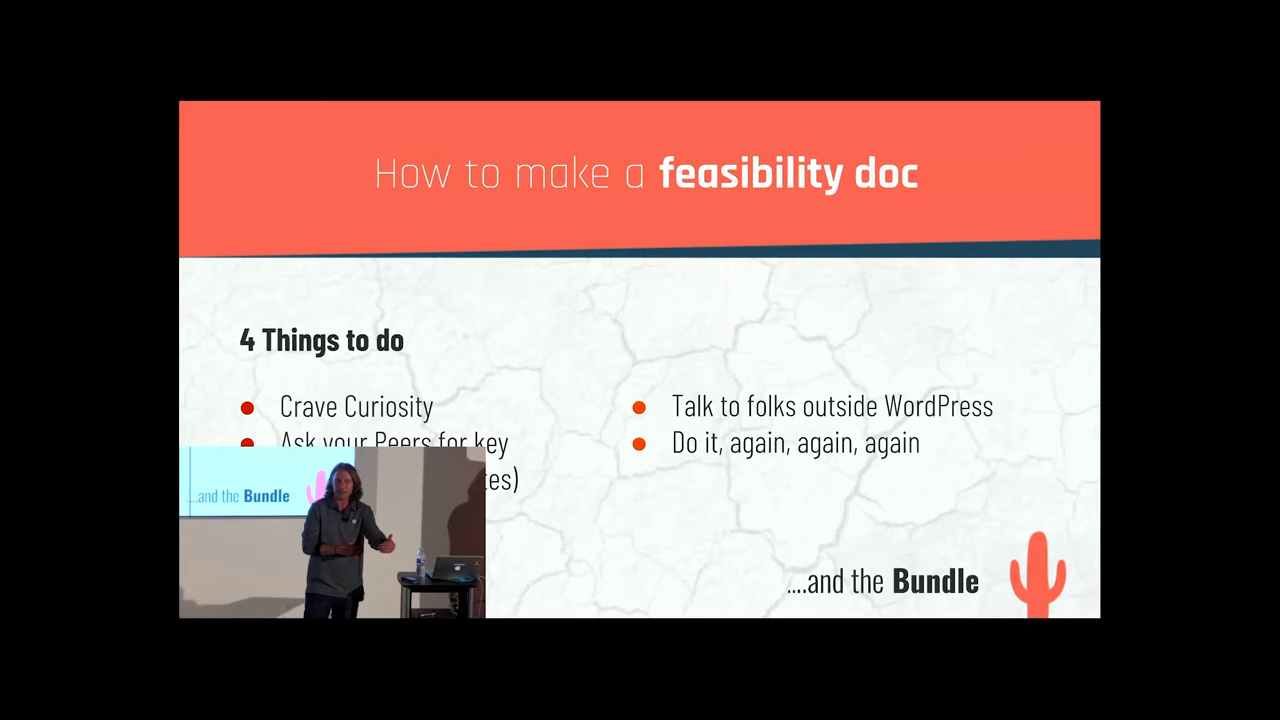 How to make a feasibility doc
4 Things to do
Crave Curiosity
Ask your Peers for key
Talk to folks outside WordPress
Do it, again, again, again
....and the Bundle
...and the Bundle